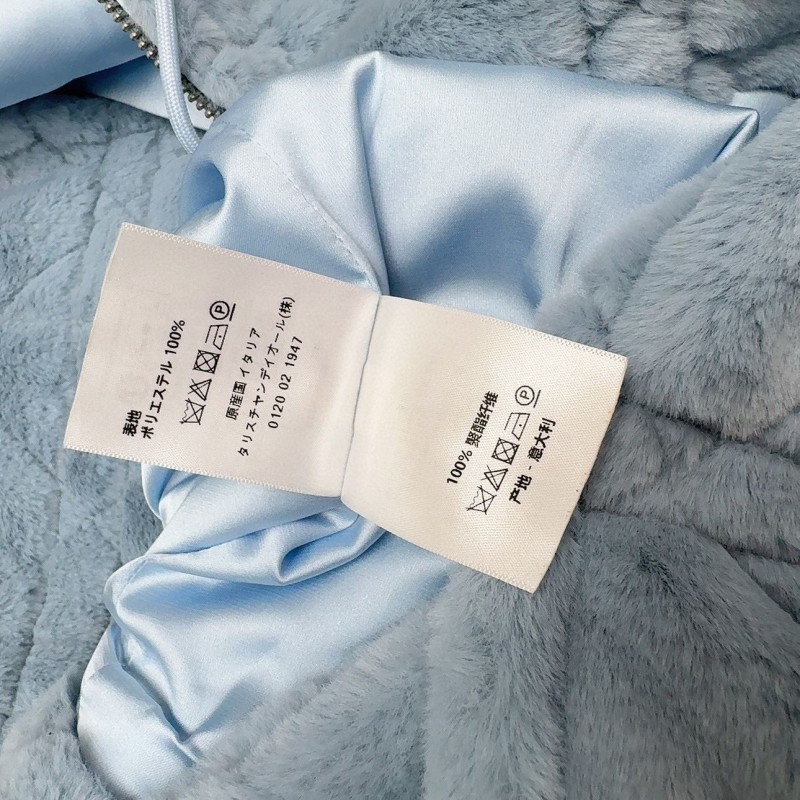 表地
ポリエステル 100%
P
原産国 イタリア
タリスチャンディオール(株)
0120 02 1947
100% 聚酯纤维
P
产地 - 意大利